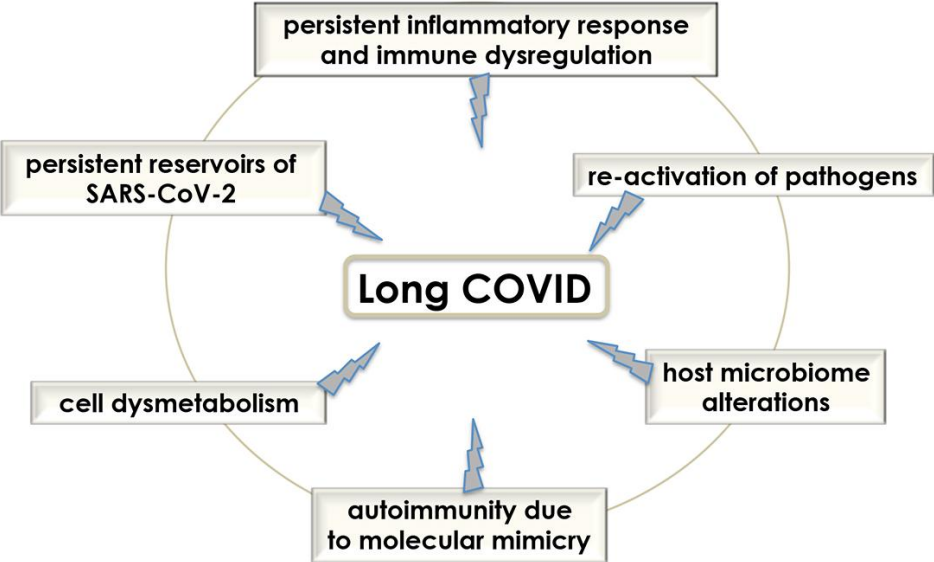 persistent inflammatory response
and immune dysregulation
persistent reservoirs of
SARS-CoV-2
re-activation of pathogens
Long COVID
cell dysmetabolism
host microbiome
alterations
autoimmunity due
to molecular mimicry